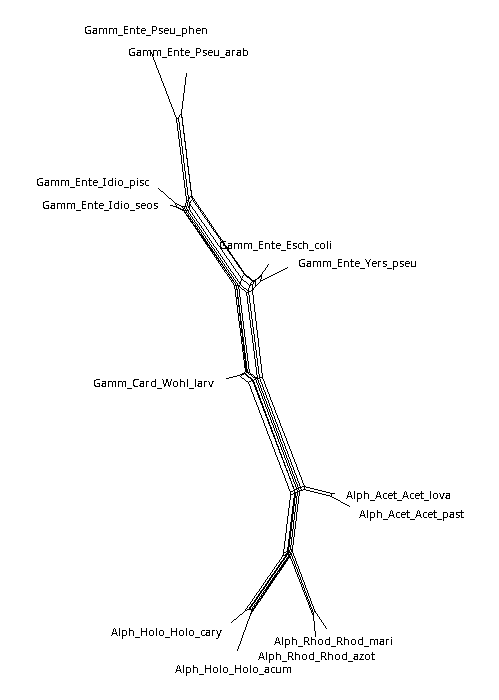 Gamm_Ente_Pseu_phen
Gamm_Ente_Pseu_arab
Gamm_Ente_Idio_pisc
Gamm_Ente_Idio_seos
Gamm_Ente_Esch_coli
Gamm_Ente_Yers_pseu
Gamm_Card_Wohl_larv
Alph_Acet_Acet_lova
Alph_Acet_Acet_past
Alph_Holo_Holo_cary
Alph_Rhod_Rhod_mari
Alph_Rhod_Rhod_azot
Alph_Holo_Holo_acum